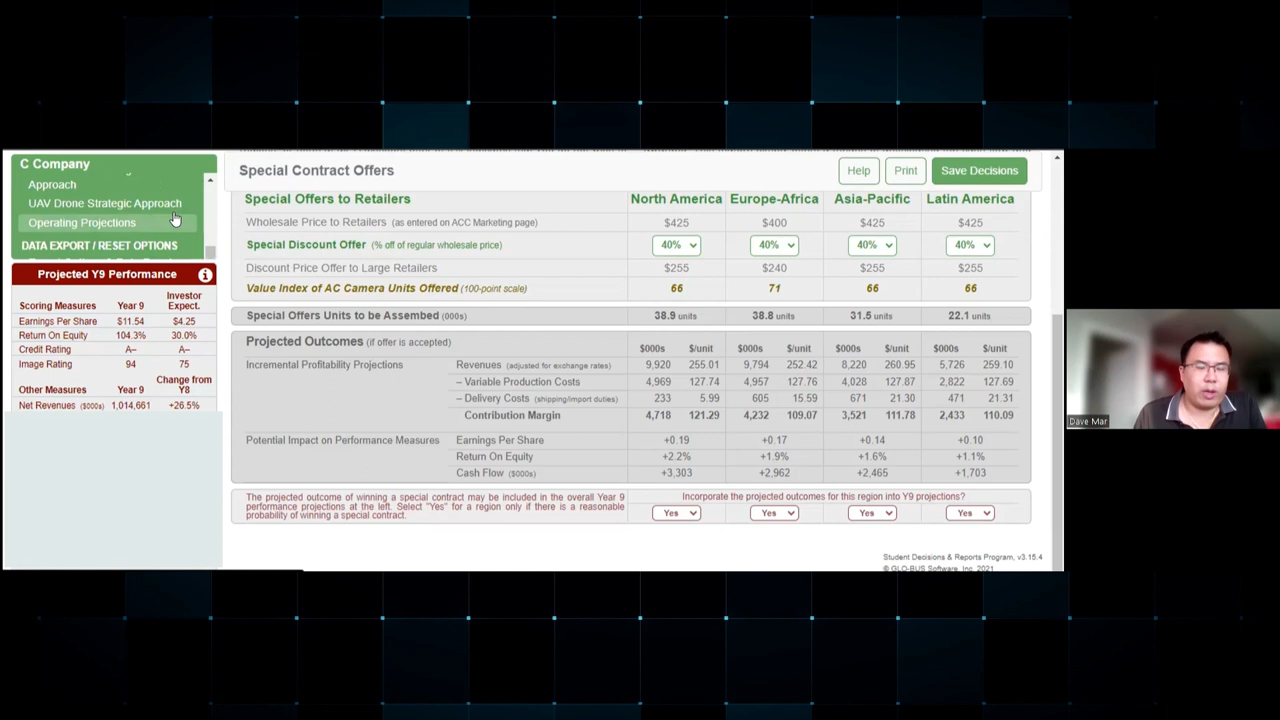 C Company
Approach
UAV Drone Strategic Approach
Operating Projections
DATA EXPORT / RESET OPTIONS
Projected Y9 Performance
Scoring Measures Year 9 Investor Expect.
Earnings Per Share $11.54 $4.25
Return On Equity 104.3% 30.0%
Credit Rating A– A–
Image Rating 94 75
Other Measures Year 9 Change from Y8
Net Revenues ($000s) 1,014,661 +26.5%
Special Contract Offers
Help Print Save Decisions
Special Offers to Retailers North America Europe-Africa Asia-Pacific Latin America
Wholesale Price to Retailers (as entered on ACC Marketing page) $425 $400 $425 $425
Special Discount Offer (% off of regular wholesale price) 40% 40% 40% 40%
Discount Price Offer to Large Retailers $255 $240 $255 $255
Value Index of AC Camera Units Offered (100-point scale) 66 71 66 66
Special Offers Units to be Assembed (000s) 38.9 units 38.8 units 31.5 units 22.1 units
Projected Outcomes (if offer is accepted) $000s $/unit $000s $/unit $000s $/unit $000s $/unit
Incremental Profitability Projections Revenues (adjusted for exchange rates) 9,920 255.01 9,794 252.42 8,220 260.95 5,726 259.10
– Variable Production Costs 4,969 127.74 4,957 127.76 4,028 127.87 2,822 127.69
– Delivery Costs (shipping/import duties) 233 5.99 605 15.59 671 21.30 471 21.31
Contribution Margin 4,718 121.29 4,232 109.07 3,521 111.78 2,433 110.09
Potential Impact on Performance Measures Earnings Per Share +0.19 +0.17 +0.14 +0.10
Return On Equity +2.2% +1.9% +1.6% +1.1%
Cash Flow ($000s) +3,303 +2,962 +2,465 +1,703
The projected outcome of winning a special contract may be included in the overall Year 9
performance projections at the left. Select "Yes" for a region only if there is a reasonable
probability of winning a special contract.
Incorporate the projected outcomes for this region into Y9 projections?
Yes Yes Yes Yes
Student Decisions & Reports Program, v3.15.4
© GLO-BUS Software, Inc. 2021
Dave Mar